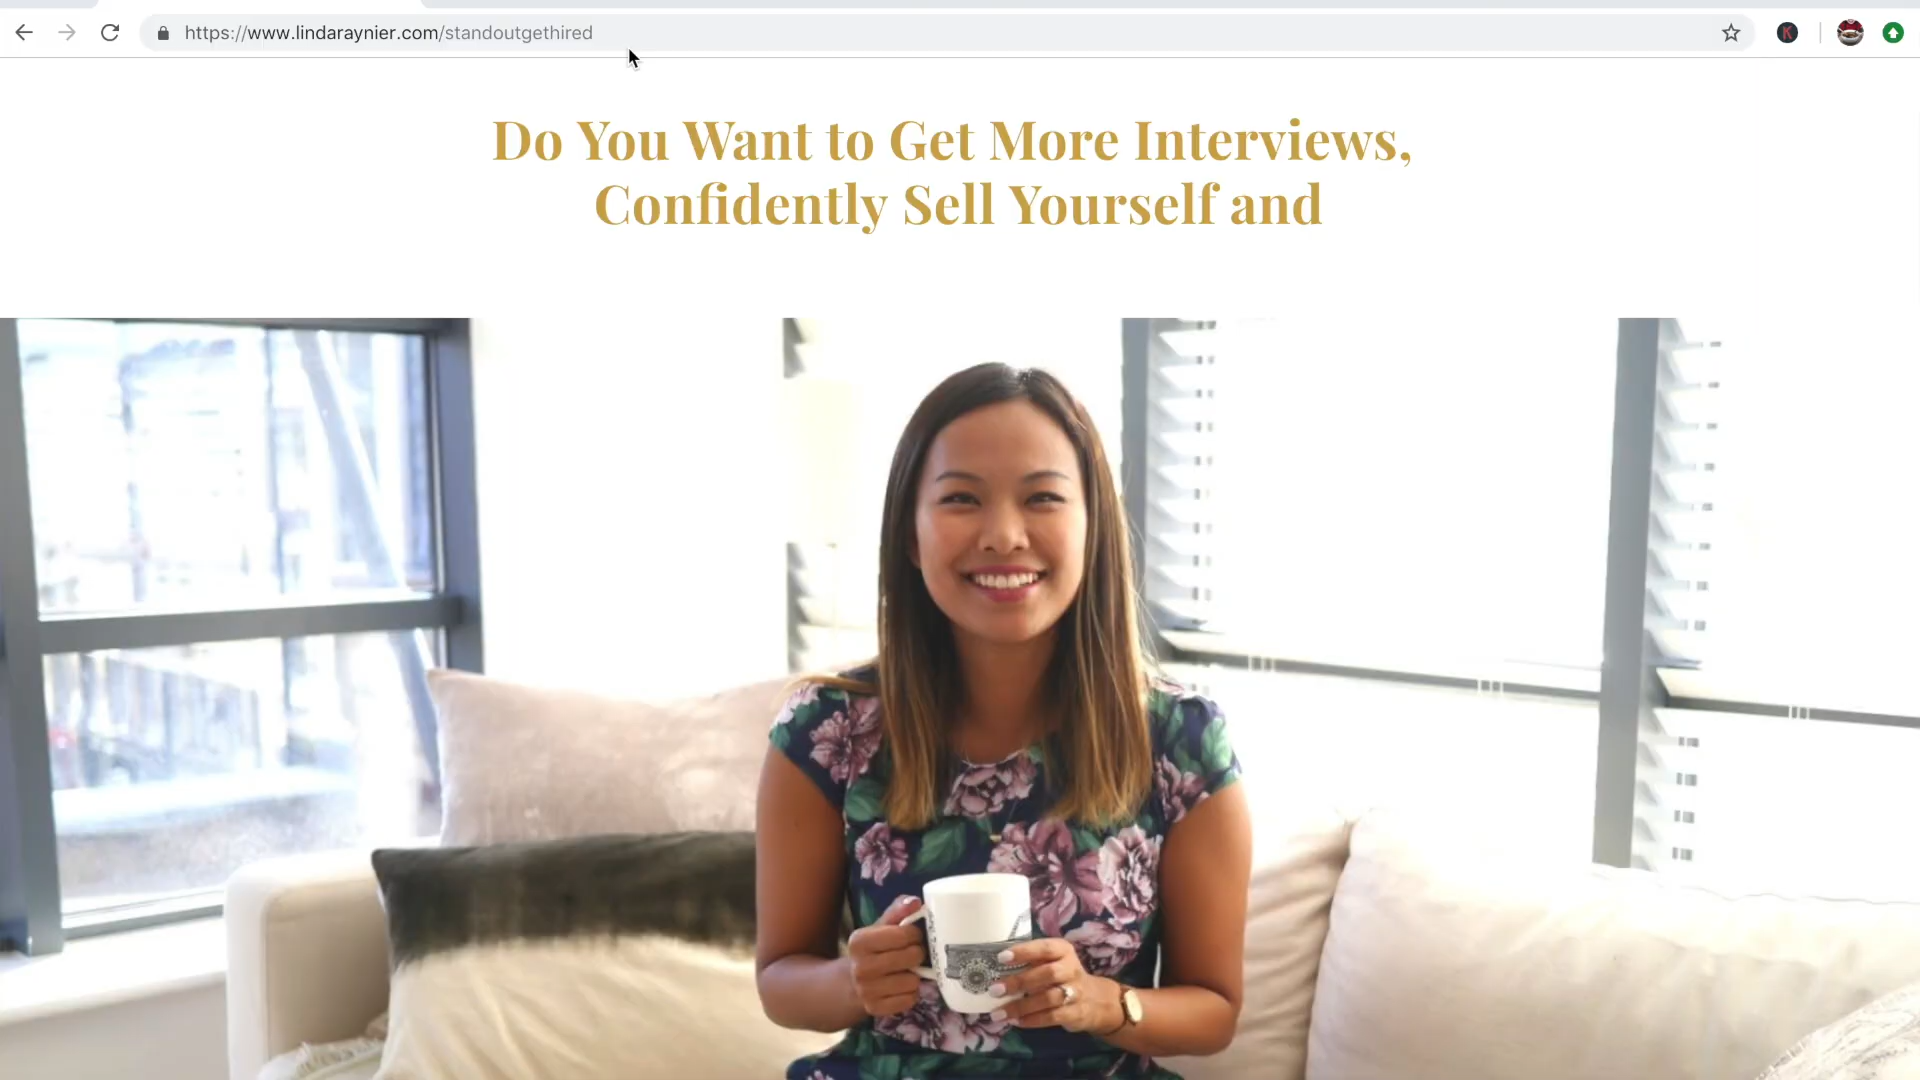 https://www.lindaraynier.com/standoutgethired
K
Do You Want to Get More Interviews,
Confidently Sell Yourself and